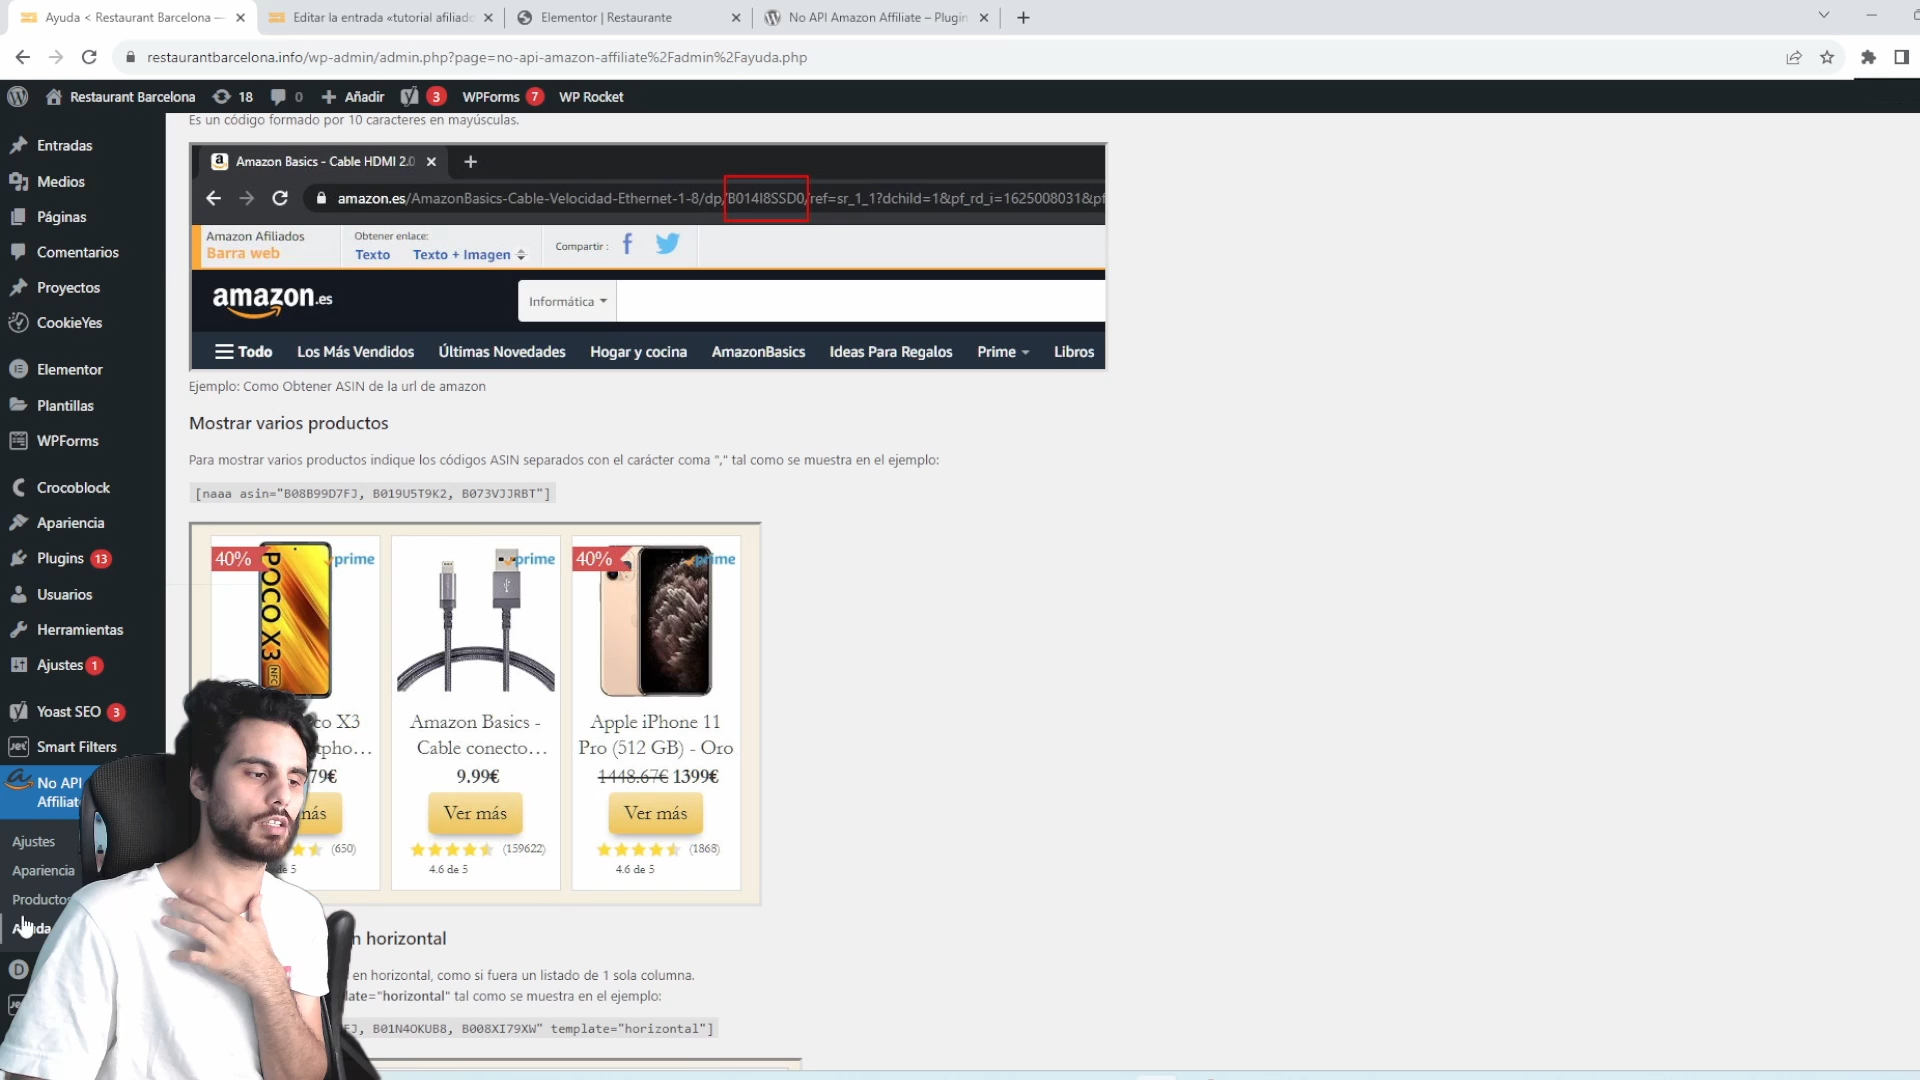 Ayuda < Restaurant Barcelona —
Editar la entrada «tutorial afiliado
Elementor | Restaurante
No API Amazon Affiliate – Plugin
restaurantbarcelona.info/wp-admin/admin.php?page=no-api-amazon-affiliate%2Fadmin%2Fayuda.php
Restaurant Barcelona
18
0
Añadir
3
WPForms 7
WP Rocket
Entradas
Medios
Páginas
Comentarios
Proyectos
CookieYes
Elementor
Plantillas
WPForms
Crocoblock
Apariencia
Plugins 13
Usuarios
Herramientas
Ajustes 1
Yoast SEO 3
Smart Filters
No API
Ajustes
Apariencia
Productos
Es un código formado por 10 caracteres en mayúsculas.
Amazon Basics - Cable HDMI 2.0
amazon.es/AmazonBasics-Cable-Velocidad-Ethernet-1-8/dp/B014I8SSD0/ref=sr_1_1?dchild=1&pf_rd_i=1625008031&pf
Amazon Afiliados
Barra web
Obtener enlace:
Texto
Texto + Imagen
Compartir :
amazon.es
Informática
Todo
Los Más Vendidos
Últimas Novedades
Hogar y cocina
AmazonBasics
Ideas Para Regalos
Prime
Libros
Ejemplo: Como Obtener ASIN de la url de amazon
Mostrar varios productos
Para mostrar varios productos indique los códigos ASIN separados con el carácter coma "," tal como se muestra en el ejemplo:
[naaa asin="B08B99D7FJ, B019U5T9K2, B073VJJRBT"]
40%
prime
POCO X3
NFC
X3
(650)
de 5
prime
Amazon Basics -
Cable conecto...
9.99€
Ver más
(159622)
4.6 de 5
40%
prime
Apple iPhone 11
Pro (512 GB) - Oro
1448.67€ 1399€
Ver más
(1868)
4.6 de 5
horizontal
en horizontal, como si fuera un listado de 1 sola columna.
"horizontal" tal como se muestra en el ejemplo:
B01N4OKUB8, B008XI79XW" template="horizontal"]